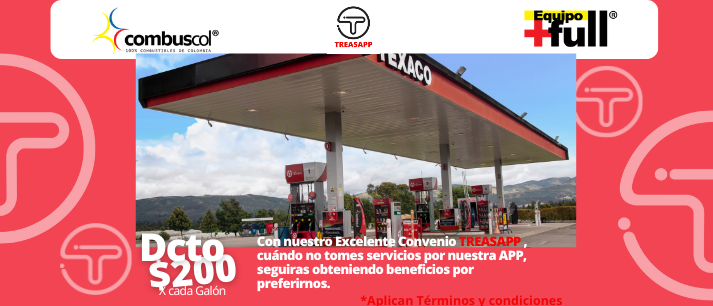 combuscol®
100% COMBUSTIBLES DE COLOMBIA
TREASAPP
Equipo
+full®
TEXACO
Dcto
$200
X cada Galón
Con nuestro Excelente Convenio TREASAPP,
cuándo no tomes servicios por nuestra APP,
seguiras obteniendo beneficios por
preferirnos.
*Aplican Términos y condiciones